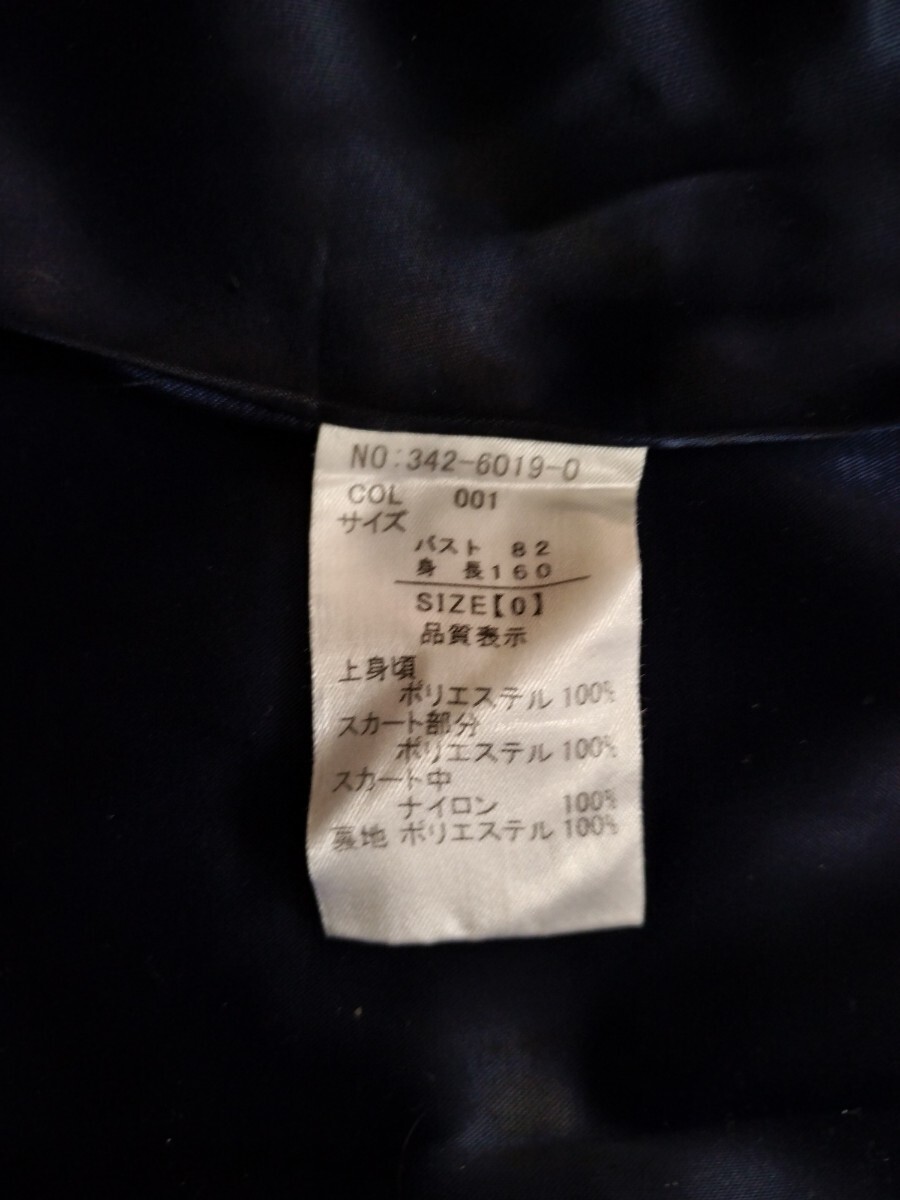 NO:342-6019-0
COL 001
サイズ
バスト 82
身 長160
SIZE【0】
品質表示
上身頃
ポリエステル 100%
スカート部分
ポリエステル 100%
スカート中
ナイロン 100%
裏地 ポリエステル 100%